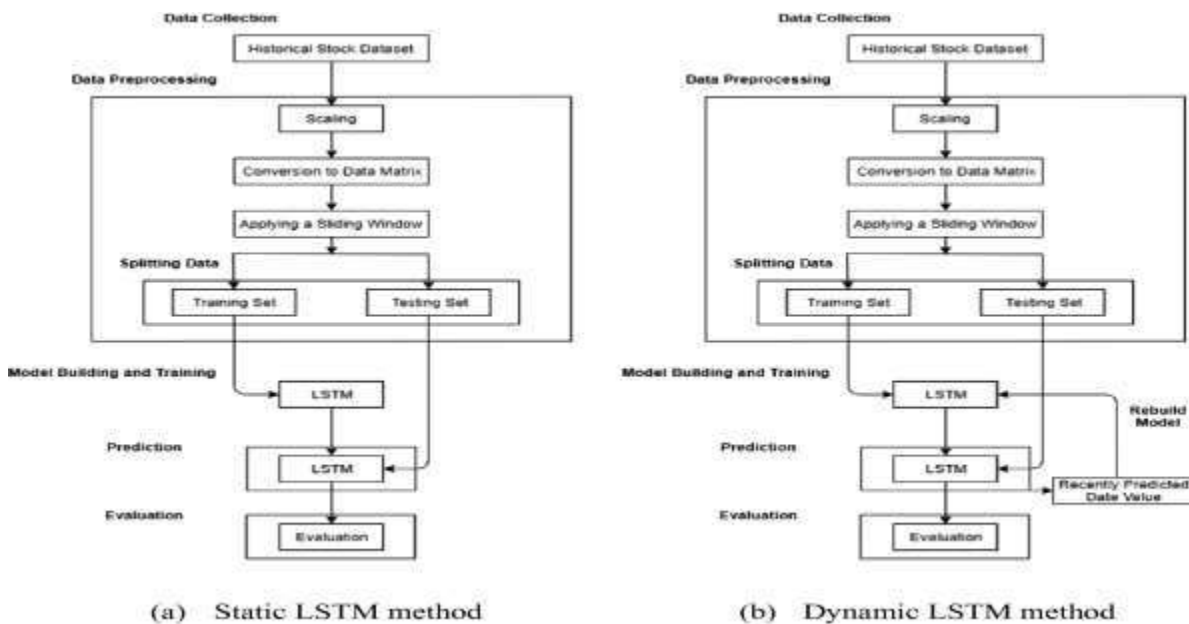 Data Collection
Historical Stock Dataset
Data Preprocessing
Scaling
Conversion to Data Matrix
Applying a Sliding Window
Splitting Data
Training Set
Testing Set
Model Building and Training
LSTM
Prediction
LSTM
Evaluation
Evaluation
(a) Static LSTM method
Data Collection
Historical Stock Dataset
Data Preprocessing
Scaling
Conversion to Data Matrix
Applying a Sliding Window
Splitting Data
Training Set
Testing Set
Model Building and Training
LSTM
Rebuild
Model
Prediction
LSTM
Recently Predicted
Date Value
Evaluation
Evaluation
(b) Dynamic LSTM method